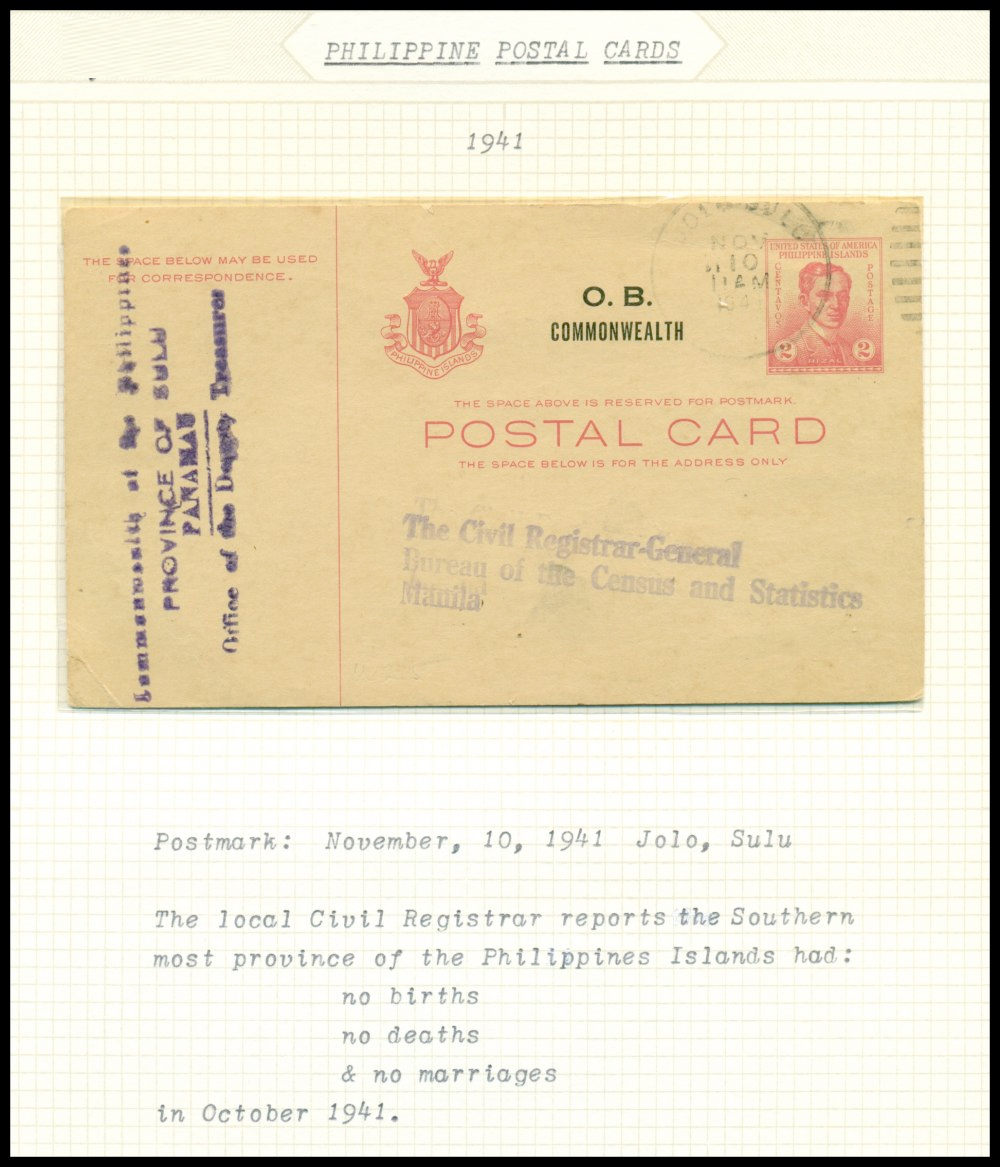 PHILIPPINE POSTAL CARDS
1941
THE SPACE BELOW MAY BE USED
FOR CORRESPONDENCE.
Commonwealth of the Philippines
PROVINCE OF SULU
PANAMAU
Office of the Deputy Treasurer
PHILIPPINE ISLANDS
O. B.
COMMONWEALTH
JOLO SULU
NOV
10
11 AM
1941
UNITED STATES OF AMERICA
PHILIPPINE ISLANDS
CENTAVOS
POSTAGE
2
RIZAL
2
THE SPACE ABOVE IS RESERVED FOR POSTMARK.
POSTAL CARD
THE SPACE BELOW IS FOR THE ADDRESS ONLY
The Civil Registrar-General
Bureau of the Census and Statistics
Manila
Postmark: November, 10, 1941 Jolo, Sulu
The local Civil Registrar reports the Southern
most province of the Philippines Islands had:
no births
no deaths
& no marriages
in October 1941.